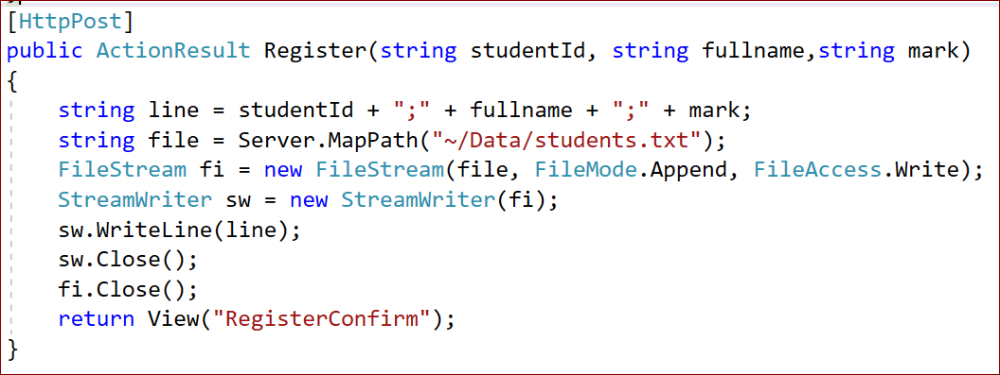 [HttpPost]
public ActionResult Register(string studentId, string fullname,string mark)
{
string line = studentId + ";" + fullname + ";" + mark;
string file = Server.MapPath("~/Data/students.txt");
FileStream fi = new FileStream(file, FileMode.Append, FileAccess.Write);
StreamWriter sw = new StreamWriter(fi);
sw.WriteLine(line);
sw.Close();
fi.Close();
return View("RegisterConfirm");
}